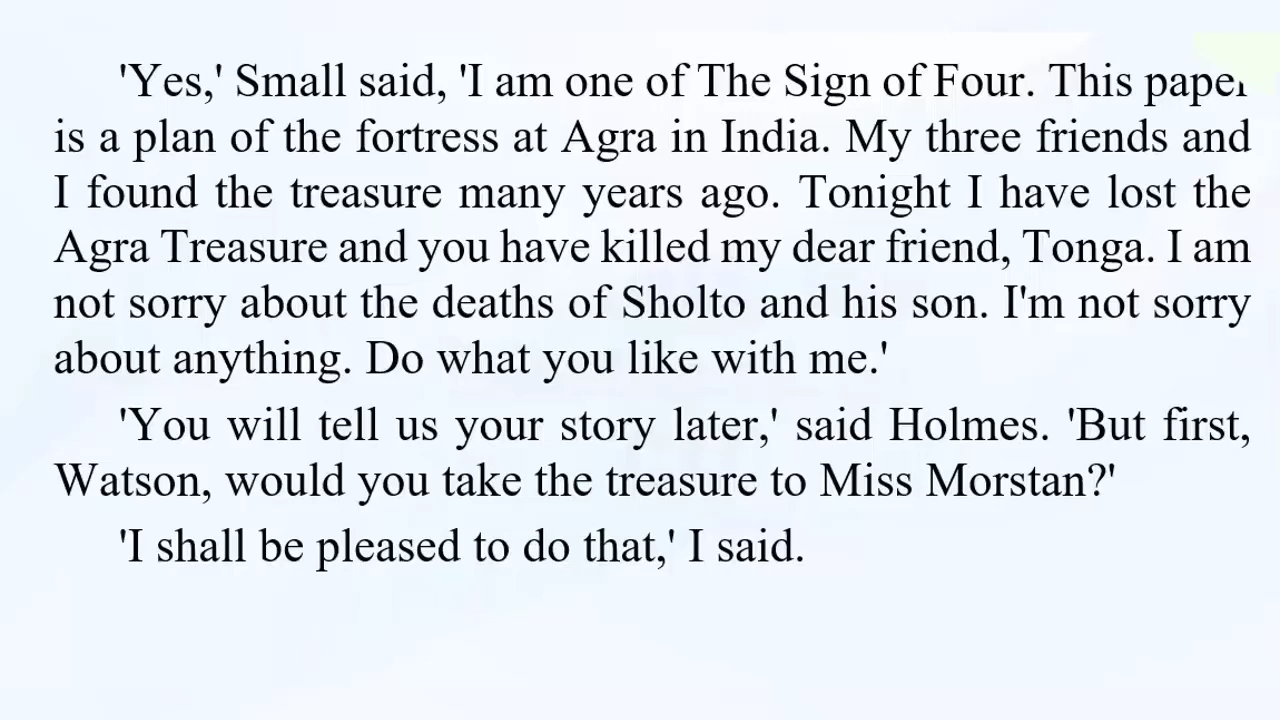 'Yes,' Small said, 'I am one of The Sign of Four. This paper
is a plan of the fortress at Agra in India. My three friends and
I found the treasure many years ago. Tonight I have lost the
Agra Treasure and you have killed my dear friend, Tonga. I am
not sorry about the deaths of Sholto and his son. I'm not sorry
about anything. Do what you like with me.'
'You will tell us your story later,' said Holmes. 'But first,
Watson, would you take the treasure to Miss Morstan?'
'I shall be pleased to do that,' I said.